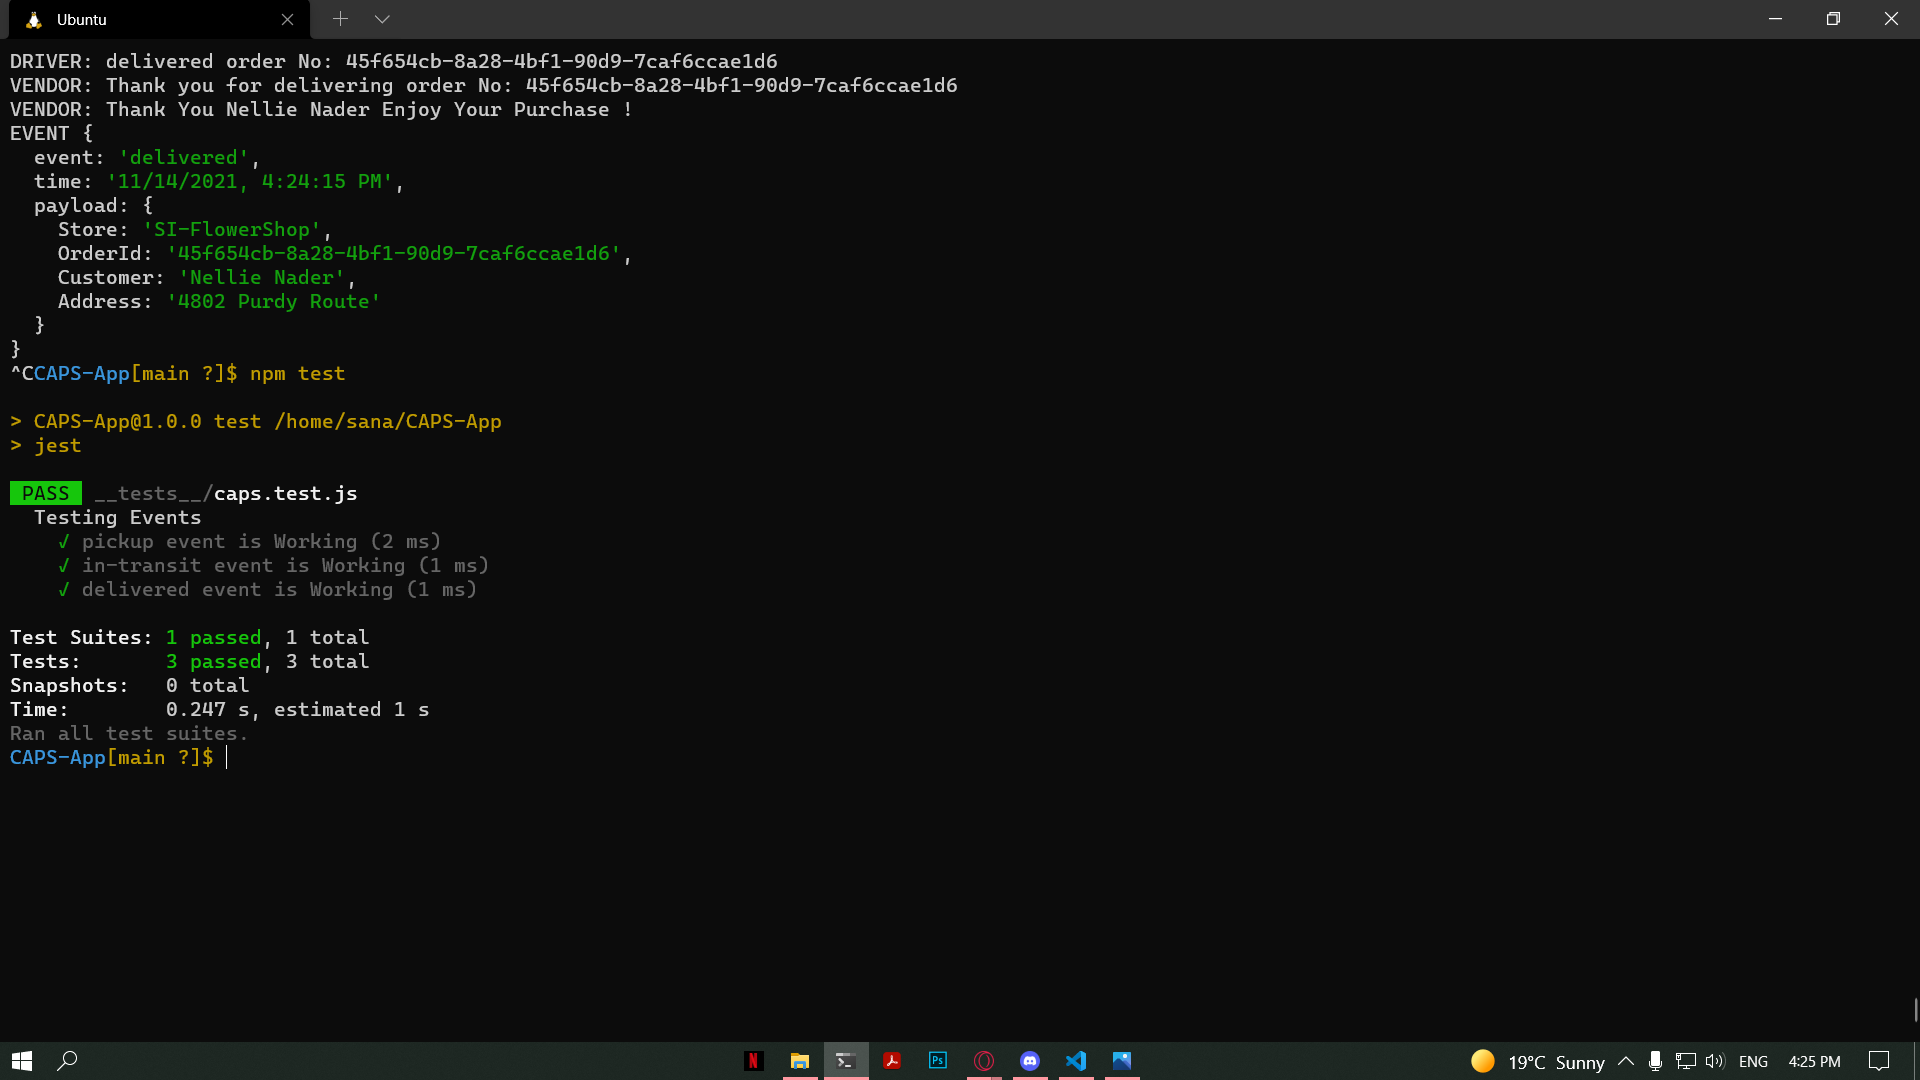 Ubuntu
DRIVER: delivered order No: 45f654cb-8a28-4bf1-90d9-7caf6ccae1d6
VENDOR: Thank you for delivering order No: 45f654cb-8a28-4bf1-90d9-7caf6ccae1d6
VENDOR: Thank You Nellie Nader Enjoy Your Purchase !
EVENT {
  event: 'delivered',
  time: '11/14/2021, 4:24:15 PM',
  payload: {
    Store: 'SI-FlowerShop',
    OrderId: '45f654cb-8a28-4bf1-90d9-7caf6ccae1d6',
    Customer: 'Nellie Nader',
    Address: '4802 Purdy Route'
  }
}
^CCAPS-App[main ?]$ npm test
> CAPS-App@1.0.0 test /home/sana/CAPS-App
> jest
PASS __tests__/caps.test.js
  Testing Events
    √ pickup event is Working (2 ms)
    √ in-transit event is Working (1 ms)
    √ delivered event is Working (1 ms)
Test Suites: 1 passed, 1 total
Tests:       3 passed, 3 total
Snapshots:   0 total
Time:        0.247 s, estimated 1 s
Ran all test suites.
CAPS-App[main ?]$
N Ps 19°C Sunny ENG 4:25 PM